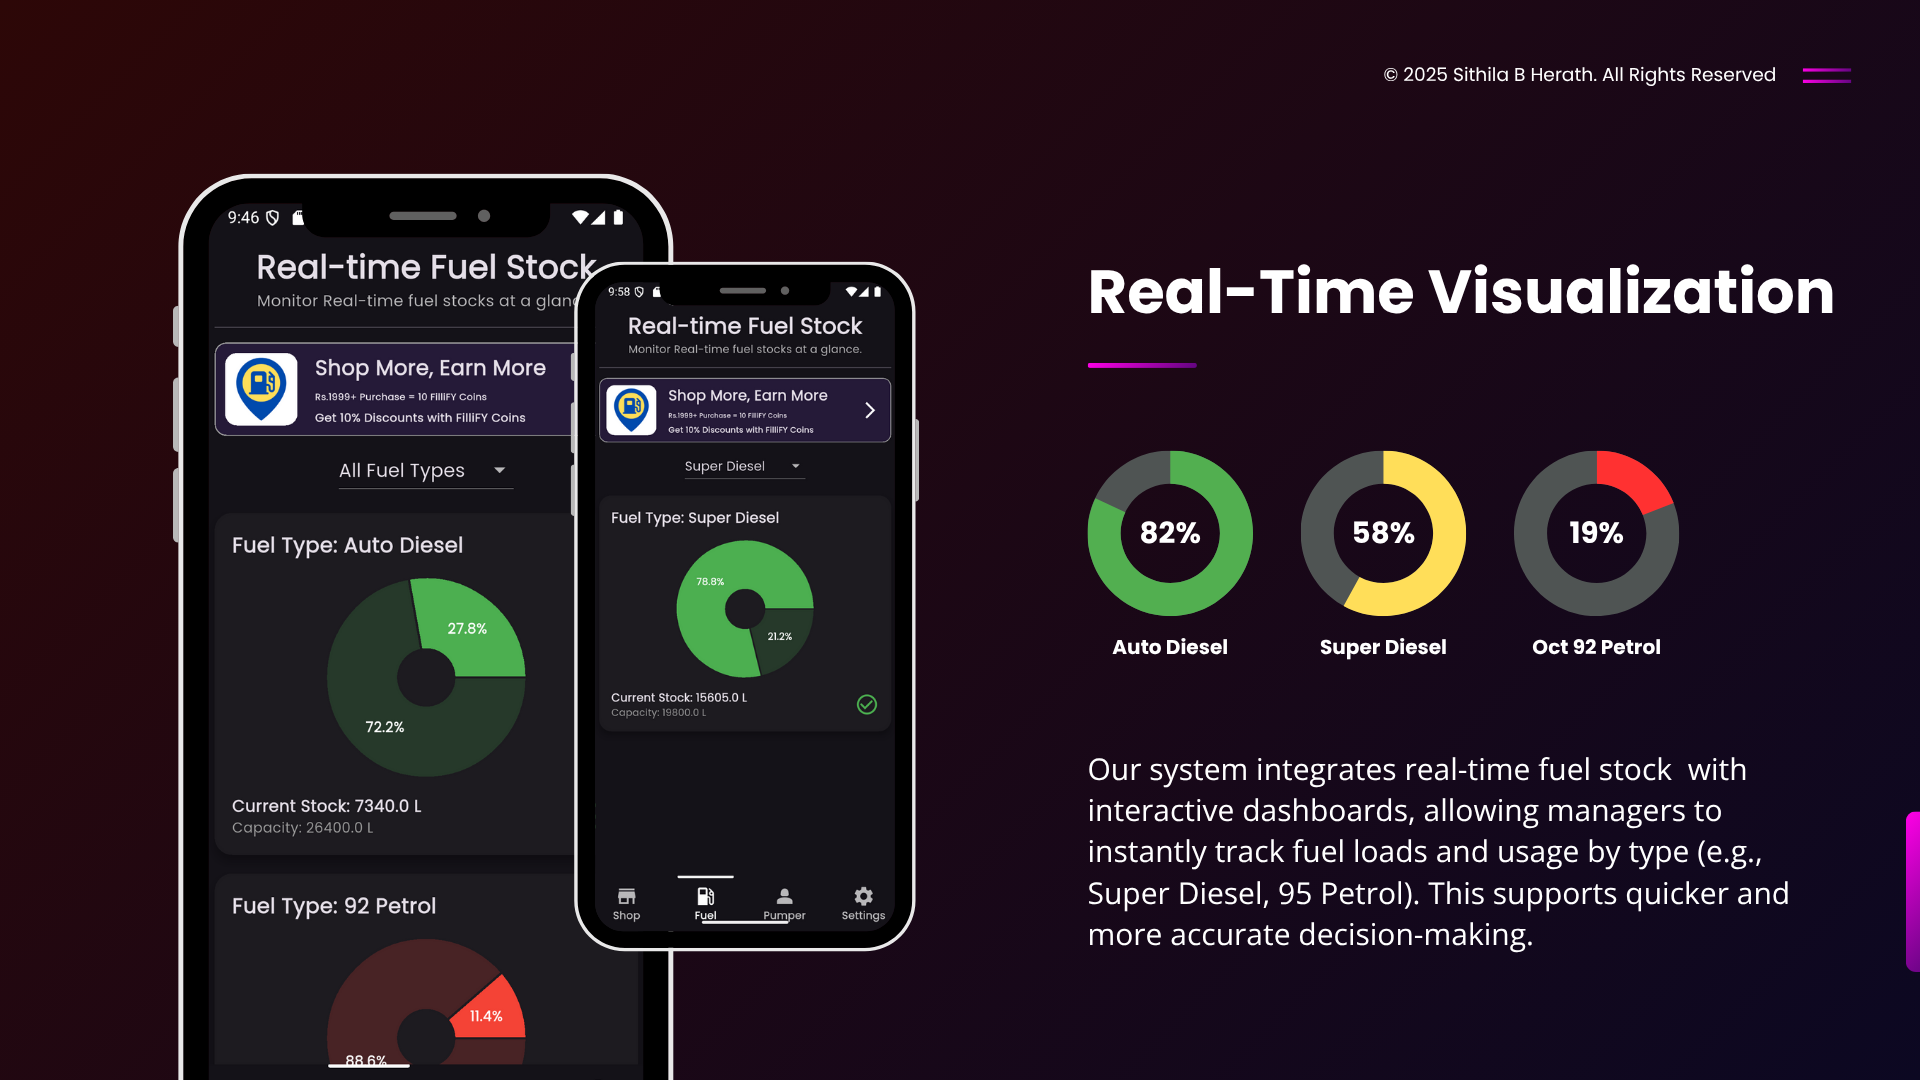 © 2025 Sithila B Herath. All Rights Reserved
9:46
Real-time Fuel Stock
Monitor Real-time fuel stocks at a glanc
Shop More, Earn More
Rs.1999+ Purchase = 10 FilliFY Coins
Get 10% Discounts with FilliFY Coins
All Fuel Types
Fuel Type: Auto Diesel
27.8%
72.2%
Current Stock: 7340.0 L
Capacity: 26400.0 L
Fuel Type: 92 Petrol
11.4%
88.6%
9:58
Real-time Fuel Stock
Monitor Real-time fuel stocks at a glance.
Shop More, Earn More
Rs.1999+ Purchase = 10 FilliFY Coins
Get 10% Discounts with FilliFY Coins
Super Diesel
Fuel Type: Super Diesel
78.8%
21.2%
Current Stock: 15605.0 L
Capacity: 19800.0 L
Shop Fuel Pumper Settings
Real-Time Visualization
82% 58% 19%
Auto Diesel Super Diesel Oct 92 Petrol
Our system integrates real-time fuel stock  with
interactive dashboards, allowing managers to
instantly track fuel loads and usage by type (e.g.,
Super Diesel, 95 Petrol). This supports quicker and
more accurate decision-making.